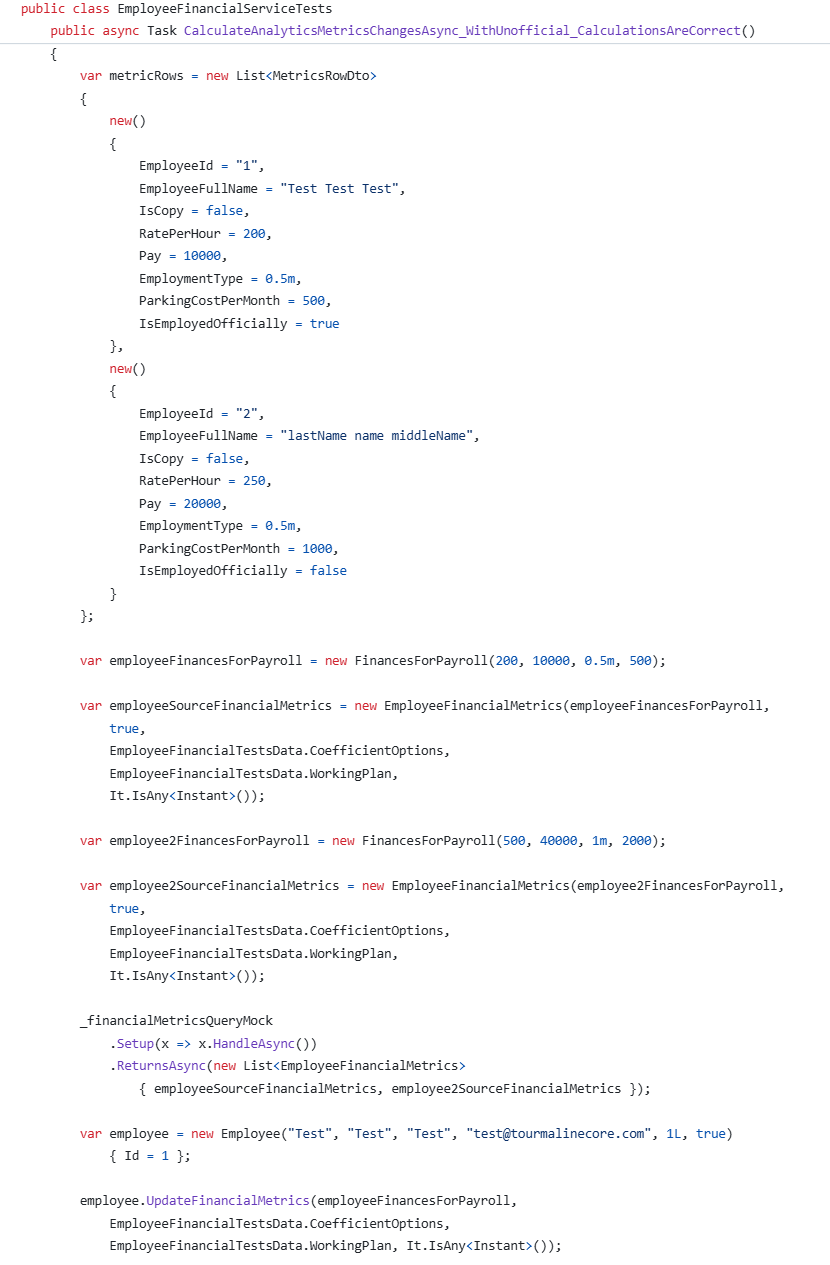 public class EmployeeFinancialServiceTests
    public async Task CalculateAnalyticsMetricsChangesAsync_WithUnofficial_CalculationsAreCorrect()
    {
        var metricRows = new List<MetricsRowDto>
        {
            new()
            {
                EmployeeId = "1",
                EmployeeFullName = "Test Test Test",
                IsCopy = false,
                RatePerHour = 200,
                Pay = 10000,
                EmploymentType = 0.5m,
                ParkingCostPerMonth = 500,
                IsEmployedOfficially = true
            },
            new()
            {
                EmployeeId = "2",
                EmployeeFullName = "lastName name middleName",
                IsCopy = false,
                RatePerHour = 250,
                Pay = 20000,
                EmploymentType = 0.5m,
                ParkingCostPerMonth = 1000,
                IsEmployedOfficially = false
            }
        };

        var employeeFinancesForPayroll = new FinancesForPayroll(200, 10000, 0.5m, 500);

        var employeeSourceFinancialMetrics = new EmployeeFinancialMetrics(employeeFinancesForPayroll,
            true,
            EmployeeFinancialTestsData.CoefficientOptions,
            EmployeeFinancialTestsData.WorkingPlan,
            It.IsAny<Instant>());

        var employee2FinancesForPayroll = new FinancesForPayroll(500, 40000, 1m, 2000);

        var employee2SourceFinancialMetrics = new EmployeeFinancialMetrics(employee2FinancesForPayroll,
            true,
            EmployeeFinancialTestsData.CoefficientOptions,
            EmployeeFinancialTestsData.WorkingPlan,
            It.IsAny<Instant>());

        _financialMetricsQueryMock
            .Setup(x => x.HandleAsync())
            .ReturnsAsync(new List<EmployeeFinancialMetrics>
                { employeeSourceFinancialMetrics, employee2SourceFinancialMetrics });

        var employee = new Employee("Test", "Test", "Test", "test@tourmalinecore.com", 1L, true)
            { Id = 1 };

        employee.UpdateFinancialMetrics(employeeFinancesForPayroll,
            EmployeeFinancialTestsData.CoefficientOptions,
            EmployeeFinancialTestsData.WorkingPlan, It.IsAny<Instant>());